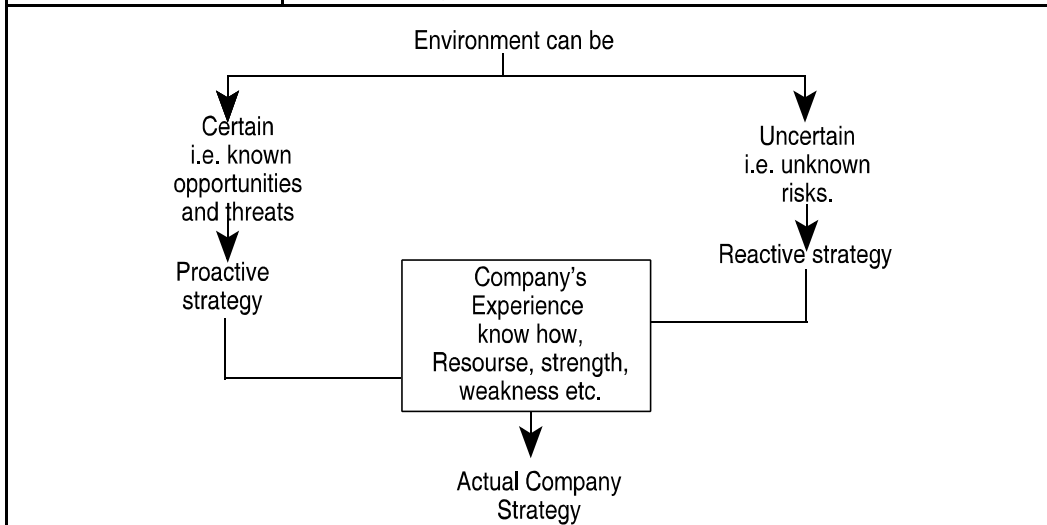 Environment can be
Certain
i.e. known
opportunities
and threats
Uncertain
i.e. unknown
risks.
Proactive
strategy
Reactive strategy
Company's
Experience
know how,
Resourse, strength,
weakness etc.
Actual Company
Strategy